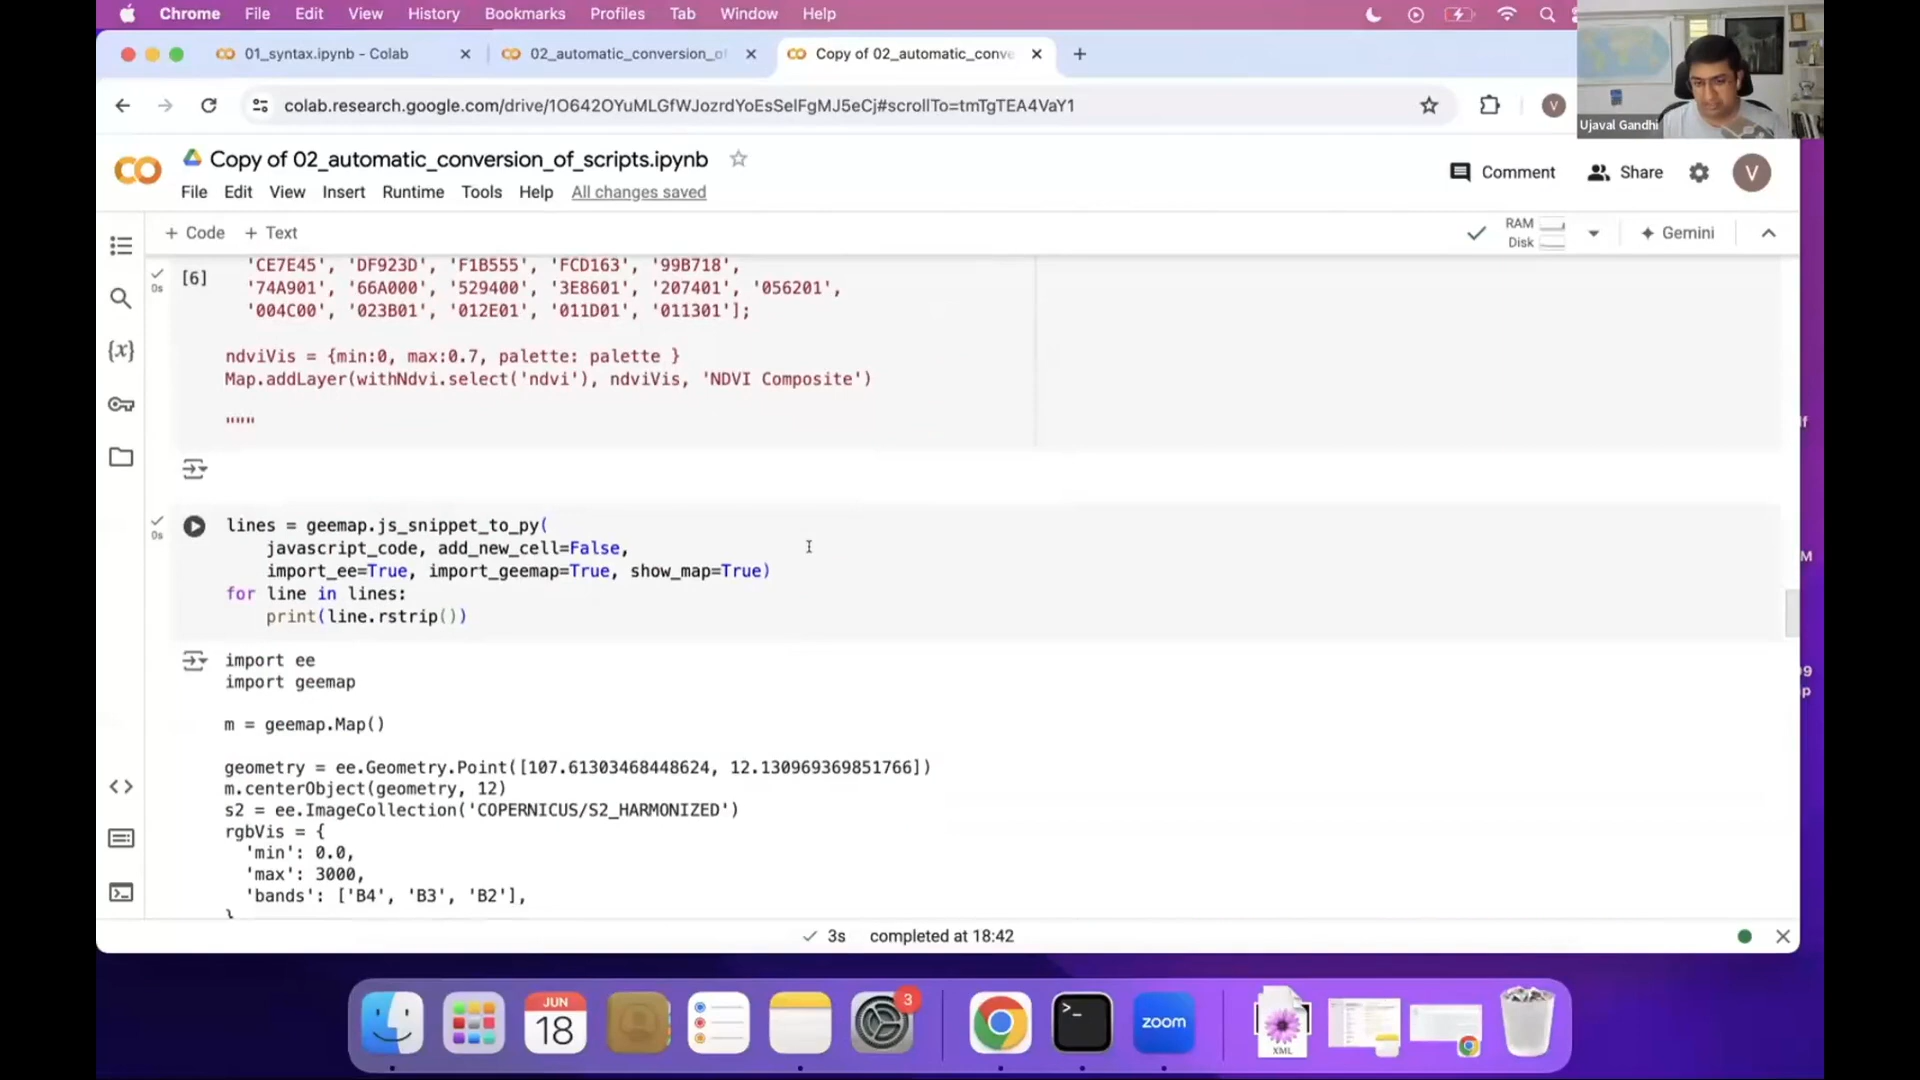 Chrome File Edit View History Bookmarks Profiles Tab Window Help
01_syntax.ipynb - Colab
02_automatic_conversion_of
Copy of 02_automatic_conve
colab.research.google.com/drive/1O642OYuMLGfWJozrdYoEsSelFgMJ5eCj#scrollTo=tmTgTEA4VaY1
V
Ujaval Gandhi
Copy of 02_automatic_conversion_of_scripts.ipynb
Comment
Share
V
File Edit View Insert Runtime Tools Help All changes saved
+ Code + Text
RAM
Disk
Gemini
[6]
0s
'CE7E45', 'DF923D', 'F1B555', 'FCD163', '99B718',
'74A901', '66A000', '529400', '3E8601', '207401', '056201',
'004C00', '023B01', '012E01', '011D01', '011301'];
ndviVis = {min:0, max:0.7, palette: palette }
Map.addLayer(withNdvi.select('ndvi'), ndviVis, 'NDVI Composite')
"""
0s
lines = geemap.js_snippet_to_py(
javascript_code, add_new_cell=False,
import_ee=True, import_geemap=True, show_map=True)
for line in lines:
print(line.rstrip())
import ee
import geemap
m = geemap.Map()
geometry = ee.Geometry.Point([107.61303468448624, 12.130969369851766])
m.centerObject(geometry, 12)
s2 = ee.ImageCollection('COPERNICUS/S2_HARMONIZED')
rgbVis = {
'min': 0.0,
'max': 3000,
'bands': ['B4', 'B3', 'B2'],
}
3s completed at 18:42
JUN
18
3
zoom
XML